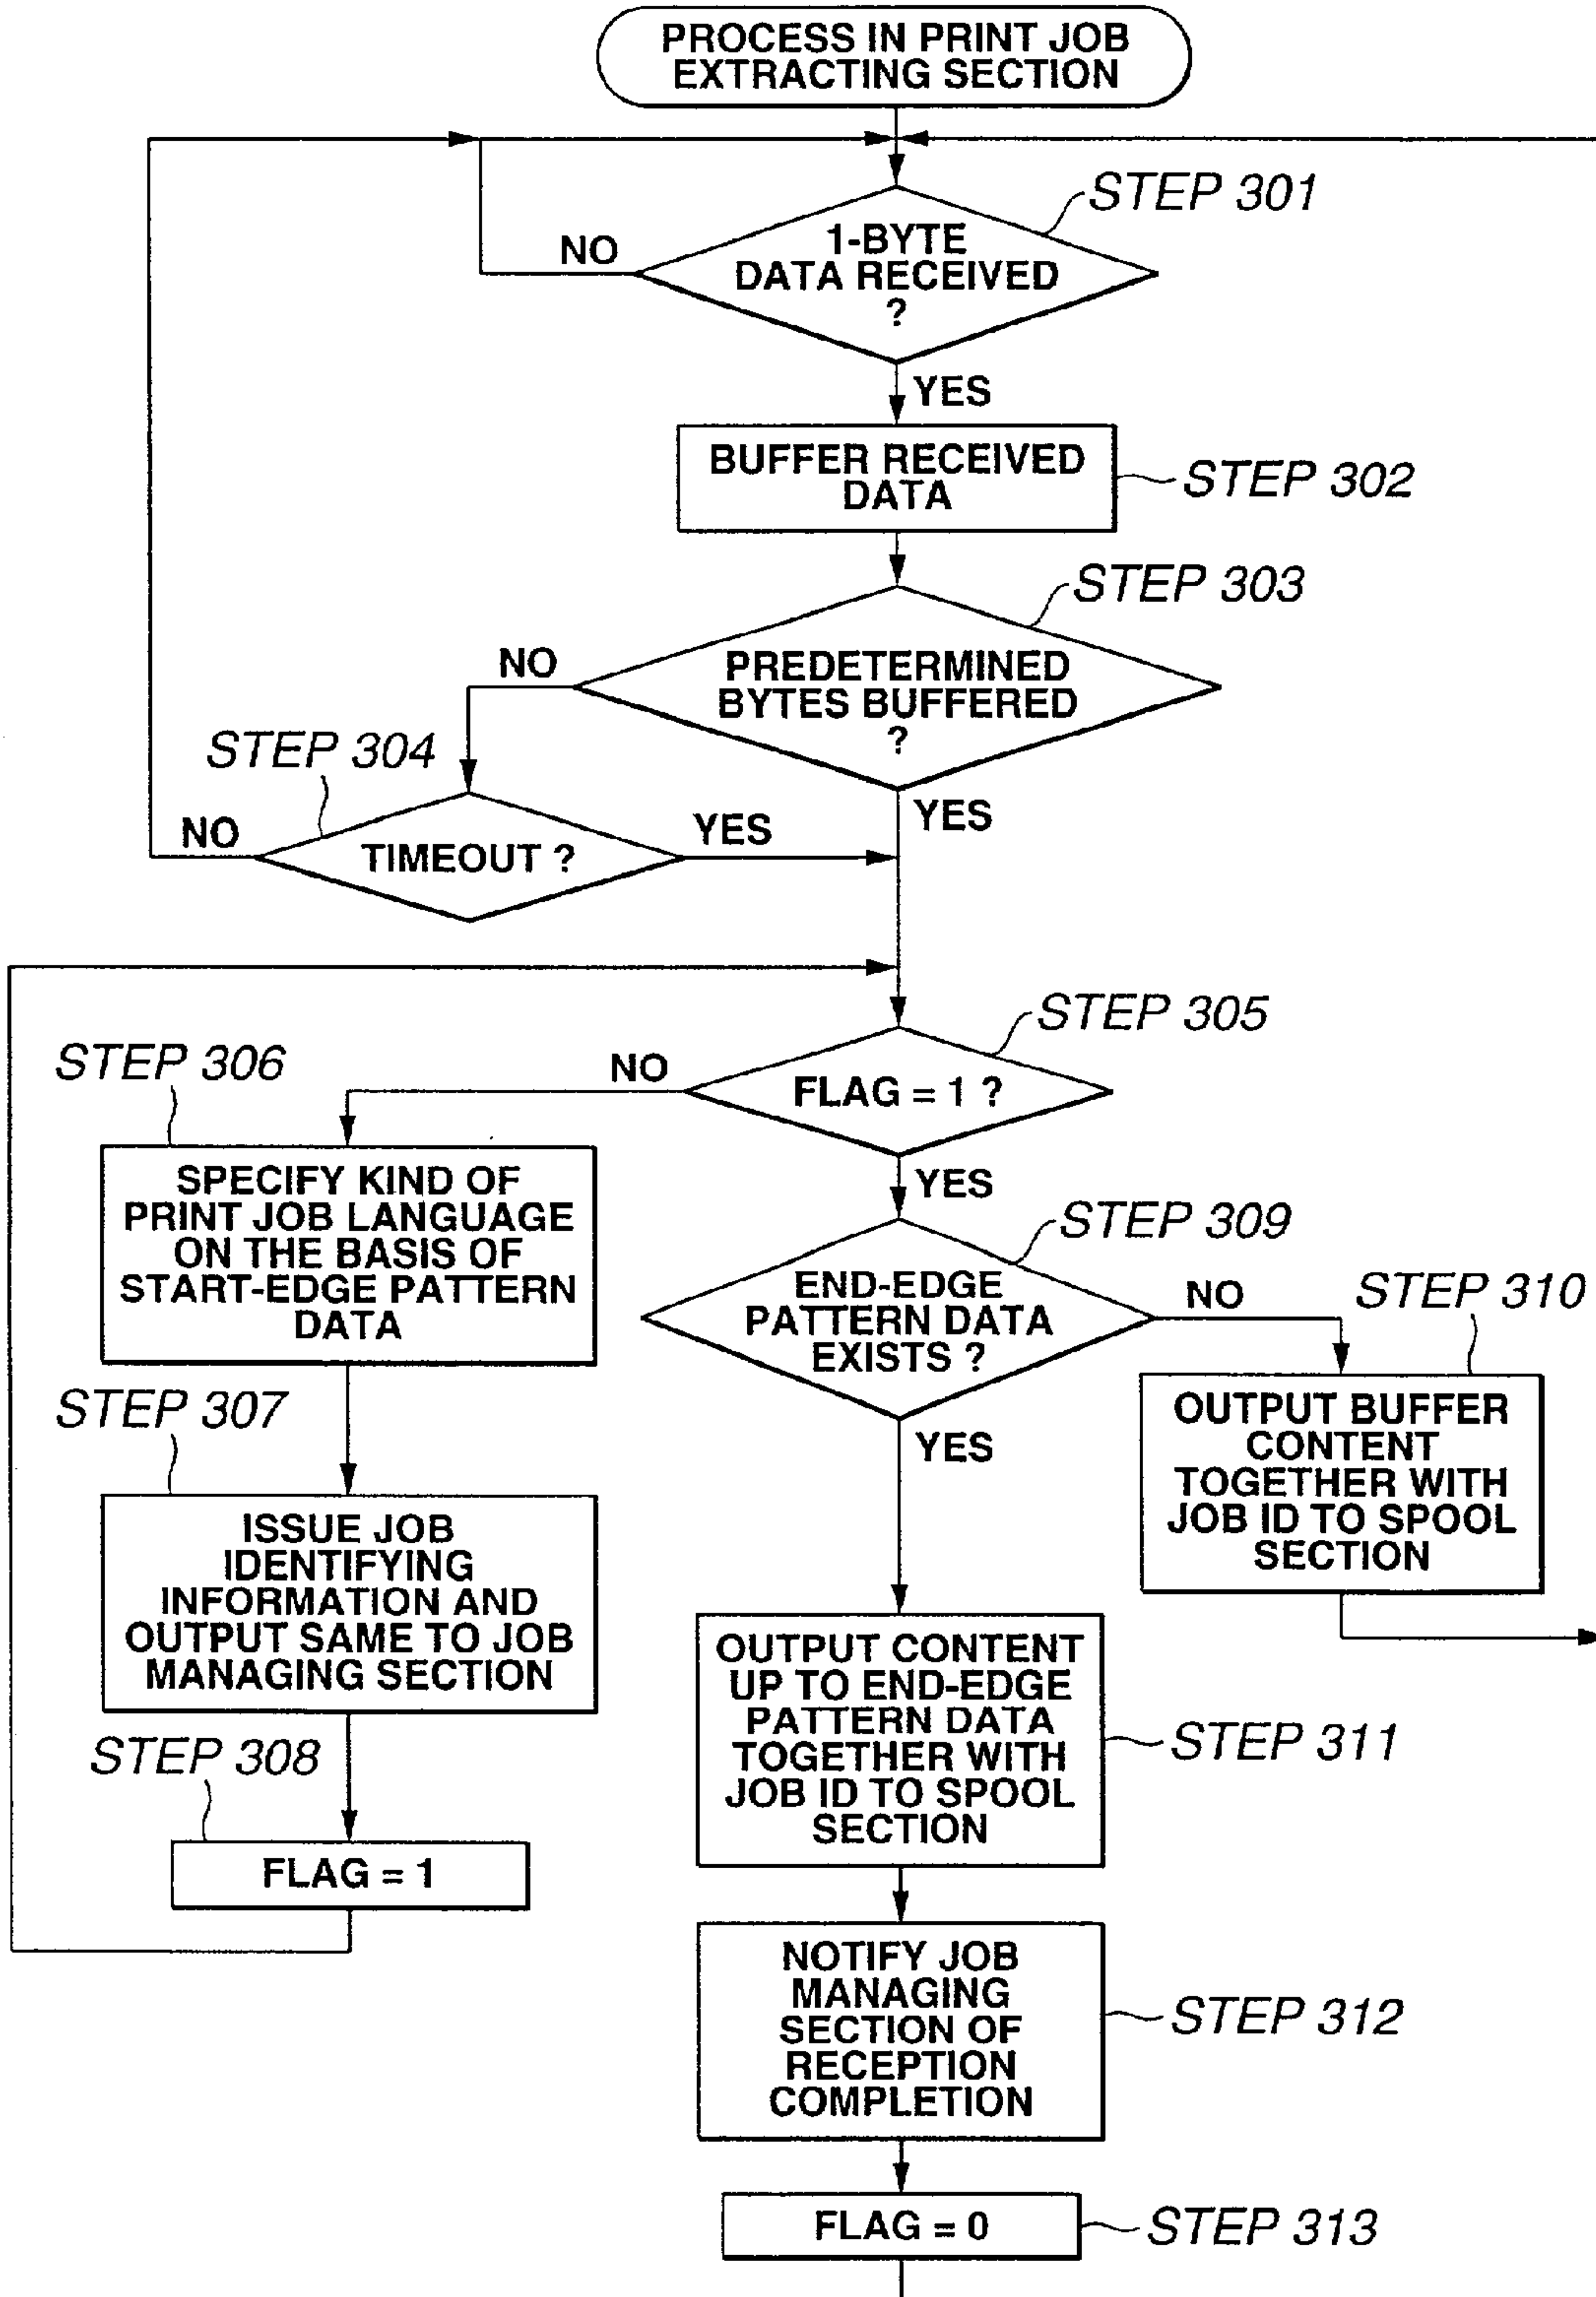 PROCESS IN PRINT JOB
EXTRACTING SECTION
STEP 301
NO
1-BYTE
DATA RECEIVED
?
YES
BUFFER RECEIVED
DATA
STEP 302
STEP 303
NO
PREDETERMINED
BYTES BUFFERED
?
STEP 304
YES
NO
TIMEOUT ?
YES
STEP 305
STEP 306
NO
FLAG = 1 ?
YES
SPECIFY KIND OF
PRINT JOB LANGUAGE
ON THE BASIS OF
START-EDGE PATTERN
DATA
STEP 309
END-EDGE
PATTERN DATA
EXISTS ?
NO
STEP 310
YES
OUTPUT BUFFER
CONTENT
TOGETHER WITH
JOB ID TO SPOOL
SECTION
STEP 307
ISSUE JOB
IDENTIFYING
INFORMATION AND
OUTPUT SAME TO JOB
MANAGING SECTION
OUTPUT CONTENT
UP TO END-EDGE
PATTERN DATA
TOGETHER WITH
JOB ID TO SPOOL
SECTION
STEP 311
STEP 308
FLAG = 1
NOTIFY JOB
MANAGING
SECTION OF
RECEPTION
COMPLETION
STEP 312
FLAG = 0
STEP 313